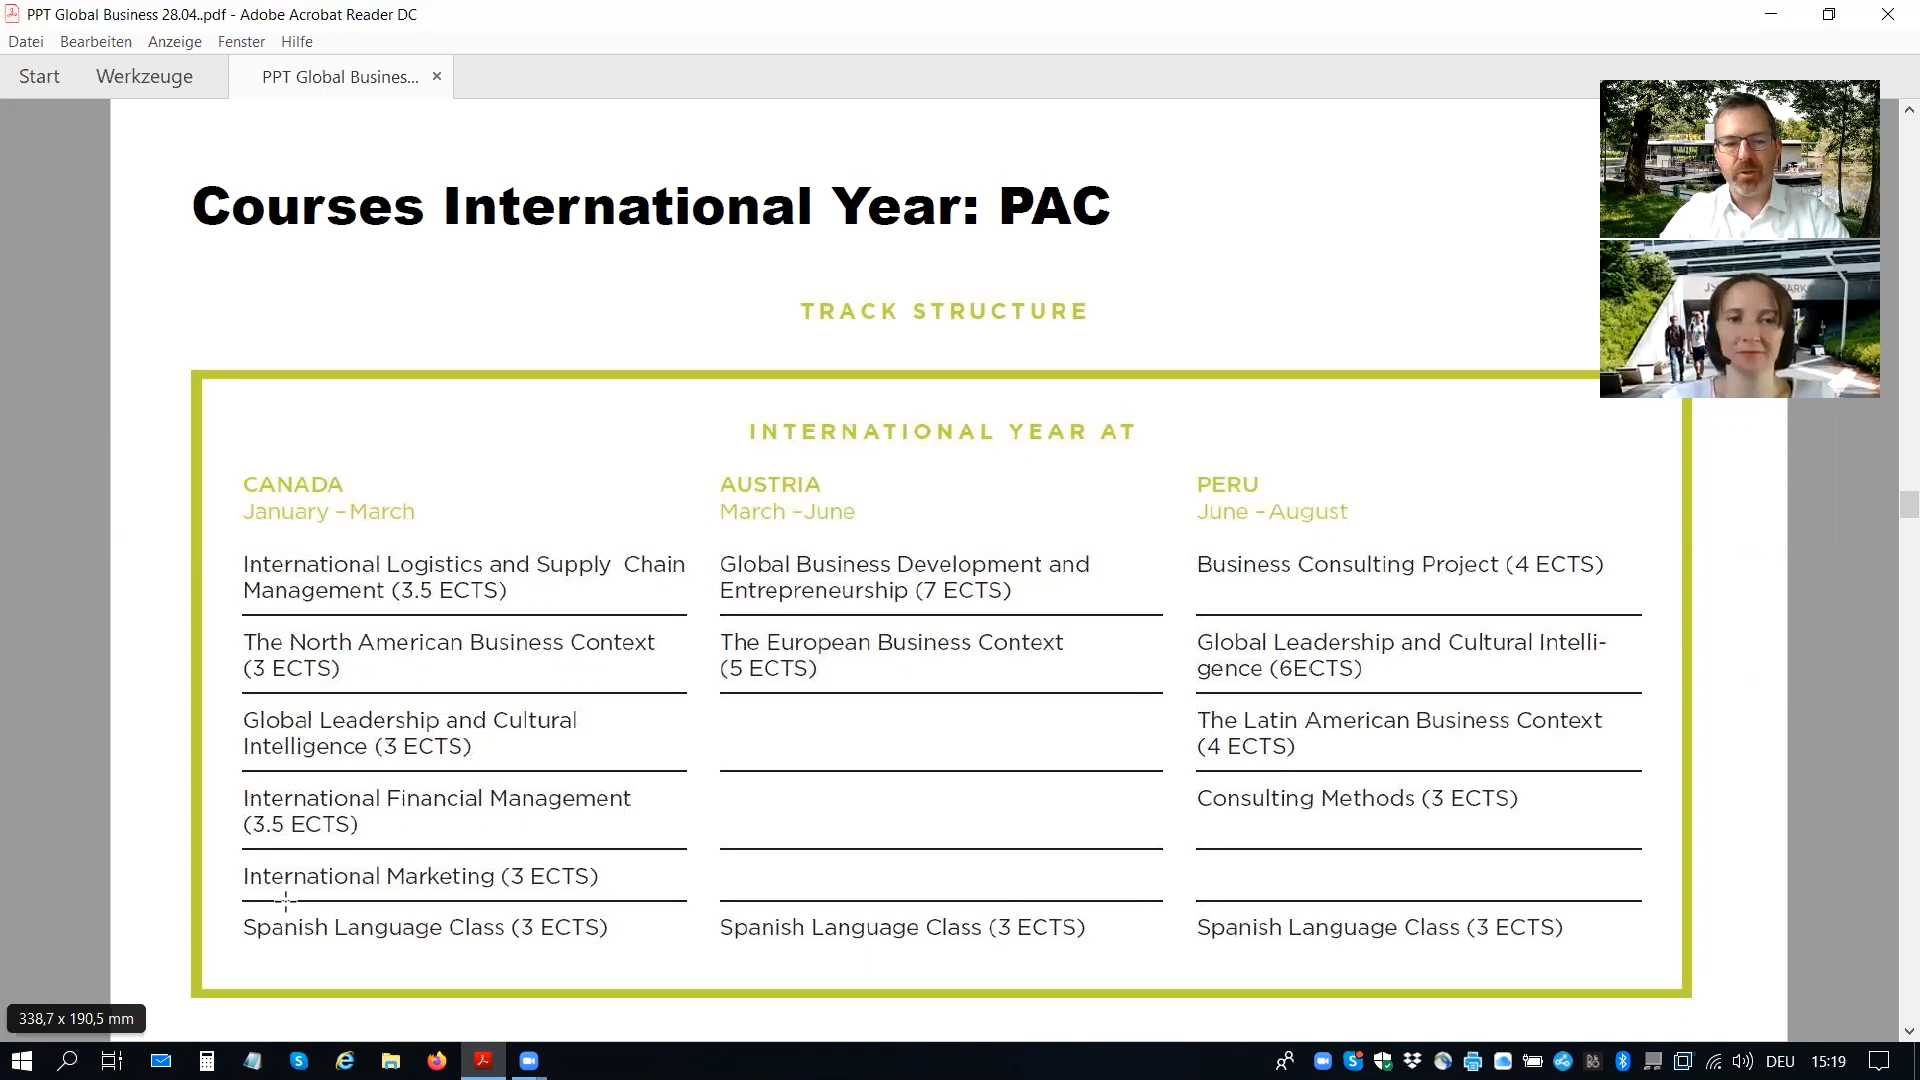 PPT Global Business 28.04..pdf - Adobe Acrobat Reader DC
Datei Bearbeiten Anzeige Fenster Hilfe
Start Werkzeuge PPT Global Busines... ×
Courses International Year: PAC
TRACK STRUCTURE
INTERNATIONAL YEAR AT
CANADA
January – March
International Logistics and Supply Chain
Management (3.5 ECTS)
The North American Business Context
(3 ECTS)
Global Leadership and Cultural
Intelligence (3 ECTS)
International Financial Management
(3.5 ECTS)
International Marketing (3 ECTS)
Spanish Language Class (3 ECTS)
AUSTRIA
March – June
Global Business Development and
Entrepreneurship (7 ECTS)
The European Business Context
(5 ECTS)
Spanish Language Class (3 ECTS)
PERU
June – August
Business Consulting Project (4 ECTS)
Global Leadership and Cultural Intelli-
gence (6ECTS)
The Latin American Business Context
(4 ECTS)
Consulting Methods (3 ECTS)
Spanish Language Class (3 ECTS)
338,7 x 190,5 mm
DEU 15:19